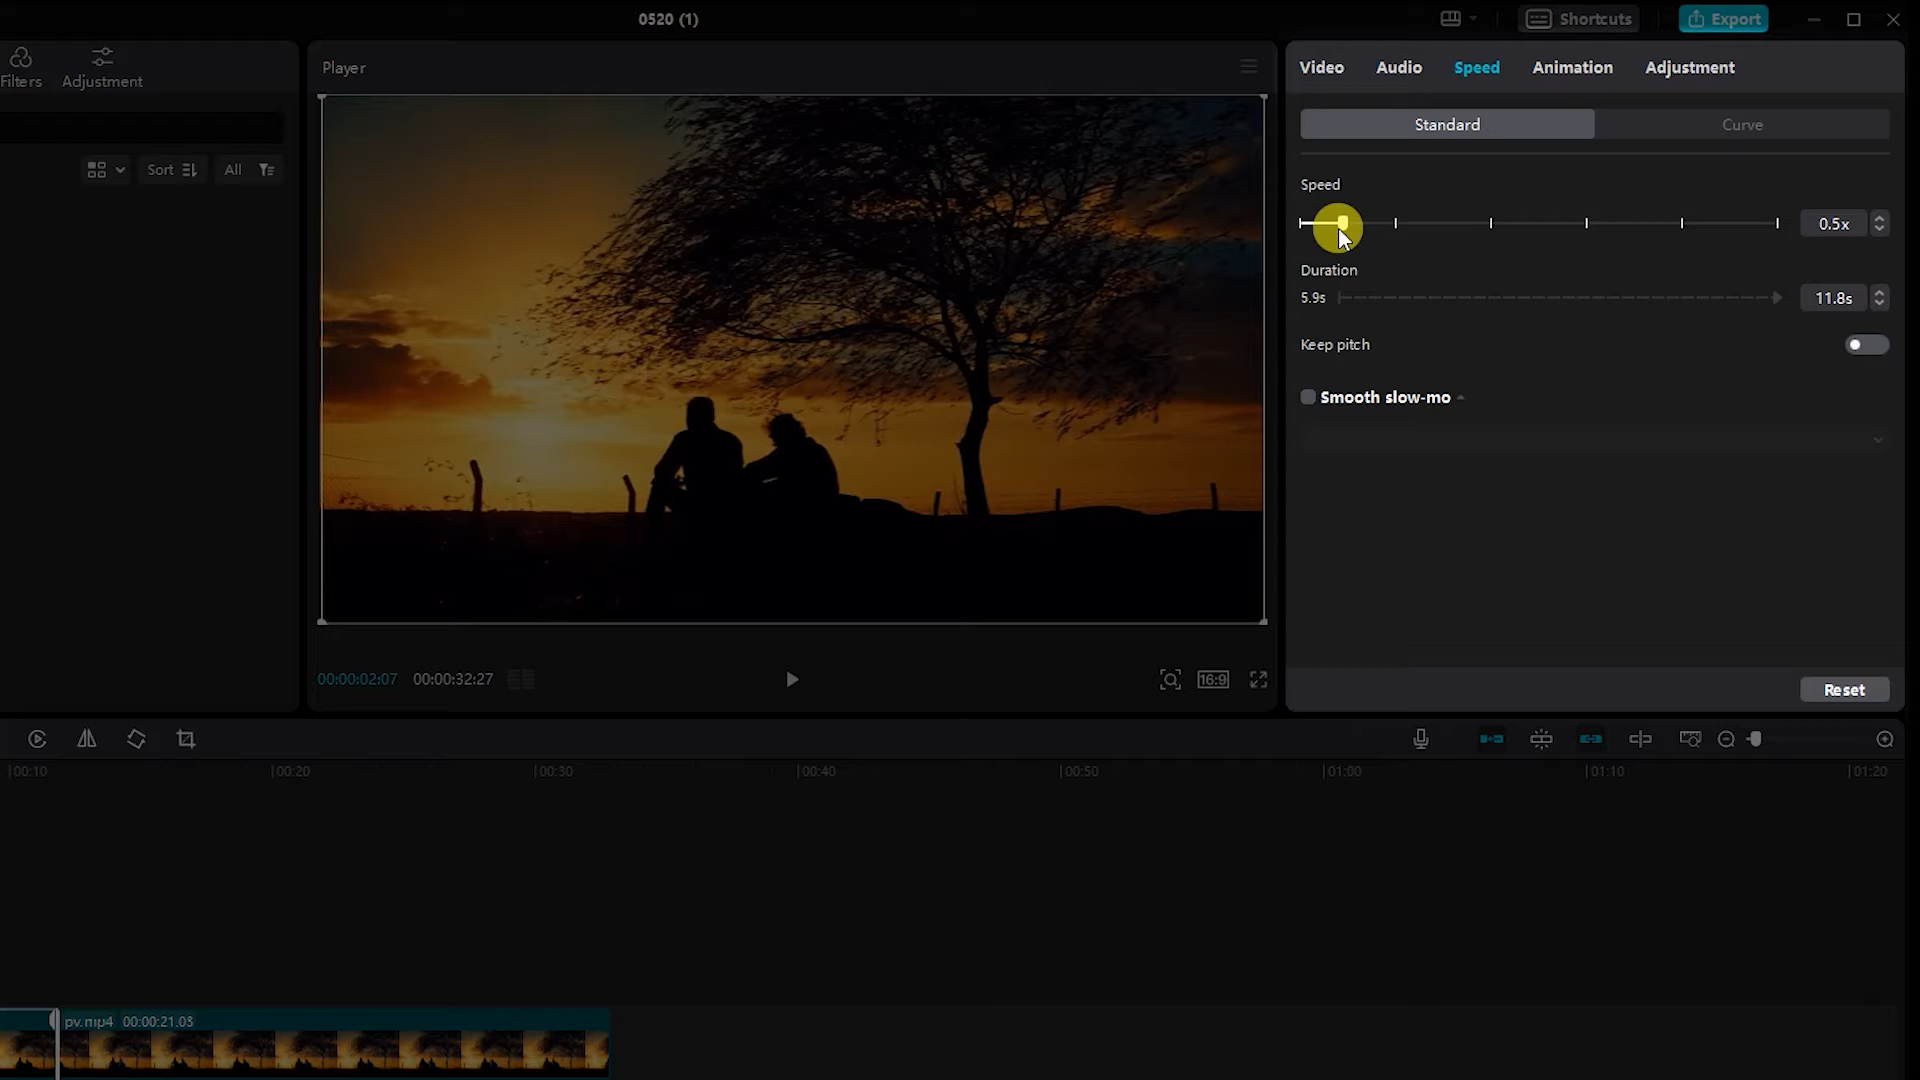 0520 (1)
Shortcuts
Export
Filters
Adjustment
Player
Video
Audio
Speed
Animation
Adjustment
Standard
Curve
Sort
All
Speed
0.5x
Duration
5.9s
11.8s
Keep pitch
Smooth slow-mo
00:00:02:07
00:00:32:27
16:9
Reset
00:10
00:20
00:30
00:40
00:50
01:00
01:10
01:20
pv.mp4 00:00:21:03